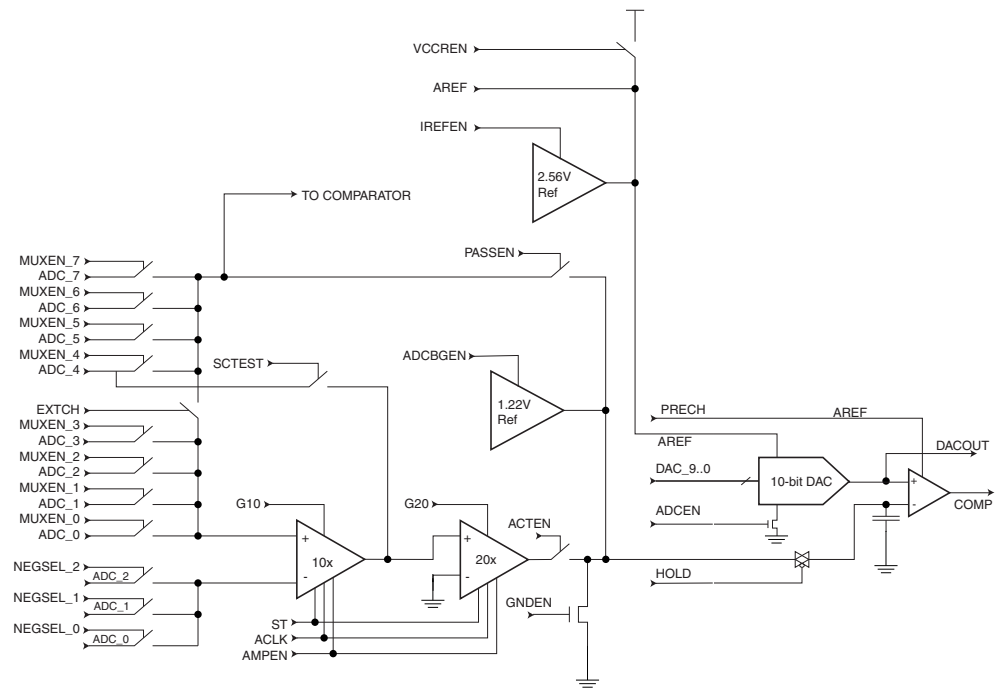 VCCREN
AREF
IREFEN
2.56V
Ref
TO COMPARATOR
PASSEN
MUXEN_7
ADC_7
MUXEN_6
ADC_6
MUXEN_5
ADC_5
MUXEN_4
ADC_4
SCTEST
ADCBGEN
1.22V
Ref
EXTCH
MUXEN_3
ADC_3
MUXEN_2
ADC_2
MUXEN_1
ADC_1
MUXEN_0
ADC_0
PRECH
AREF
AREF
DACOUT
DAC_9..0
10-bit DAC
+
-
COMP
G10
G20
ADCEN
ACTEN
+
10x
-
+
20x
-
NEGSEL_2
ADC_2
NEGSEL_1
ADC_1
NEGSEL_0
ADC_0
HOLD
GNDEN
ST
ACLK
AMPEN